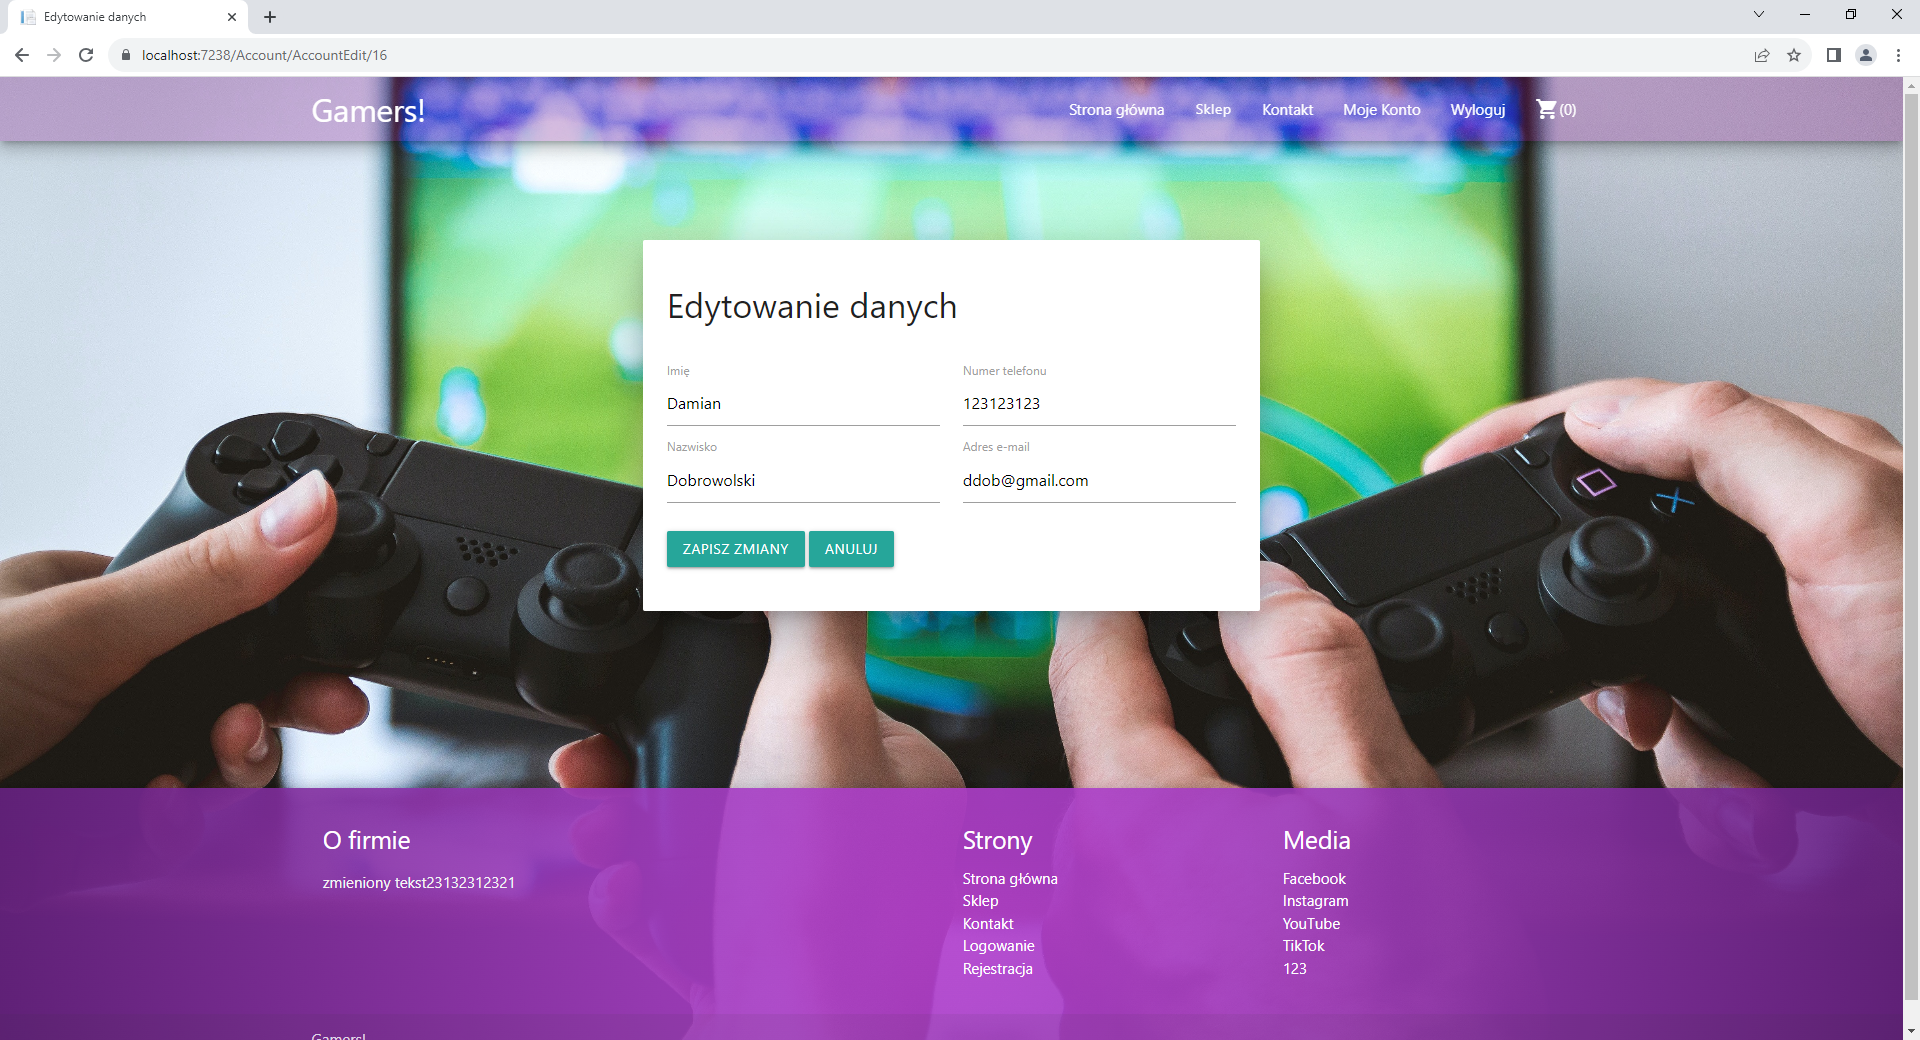 Edytowanie danych
localhost:7238/Account/AccountEdit/16
Gamers!
Strona główna
Sklep
Kontakt
Moje Konto
Wyloguj
(0)
Edytowanie danych
Imię
Numer telefonu
Damian
123123123
Nazwisko
Adres e-mail
Dobrowolski
ddob@gmail.com
ZAPISZ ZMIANY
ANULUJ
O firmie
zmieniony tekst23132312321
Strony
Strona główna
Sklep
Kontakt
Logowanie
Rejestracja
Media
Facebook
Instagram
YouTube
TikTok
123
Gamers!